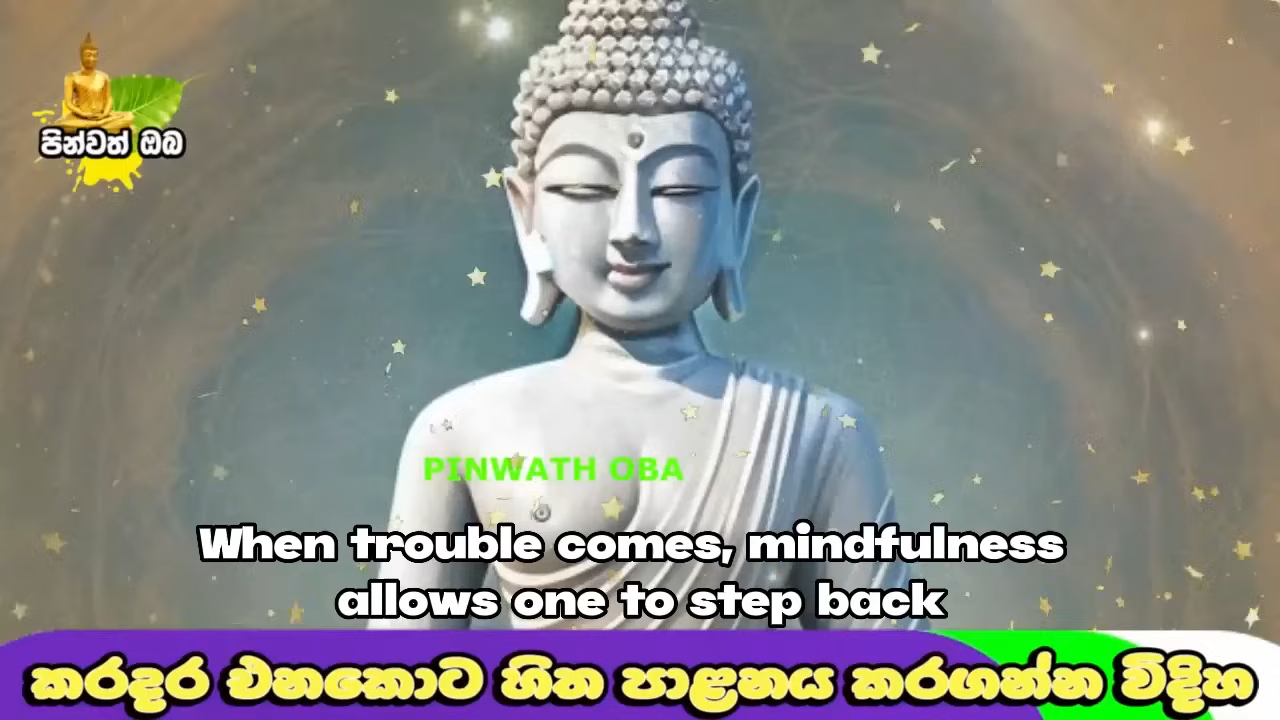 පින්වත් ඔබ
PINWATH OBA
When trouble comes, mindfulness
allows one to step back
කරදර එනකොට හිත පාළනය කරගන්න විදිහ